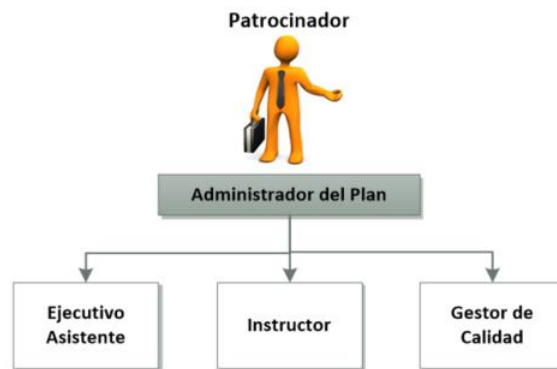 Patrocinador
Administrador del Plan
Ejecutivo
Asistente
Instructor
Gestor de
Calidad